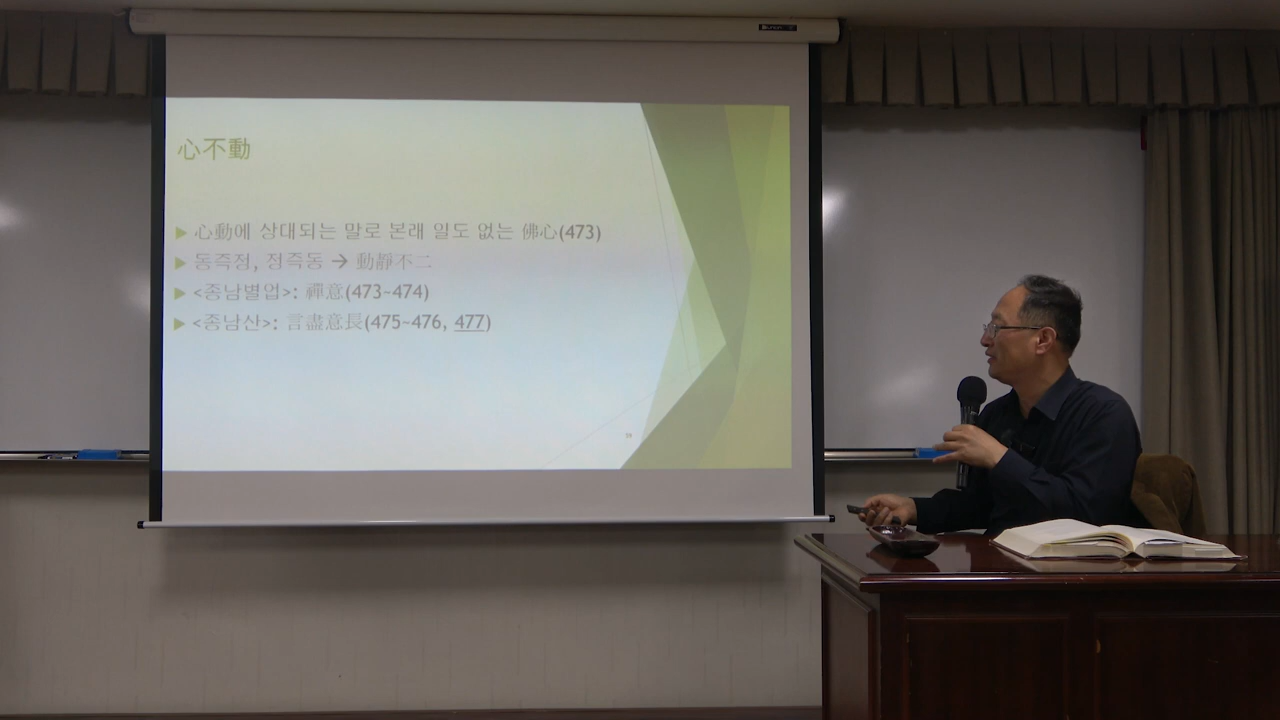 心不動
心動에 상대되는 말로 본래 일도 없는 佛心(473)
동즉정, 정즉동 → 動靜不二
<종남별업>: 禪意(473~474)
<종남산>: 言盡意長(475~476, 477)